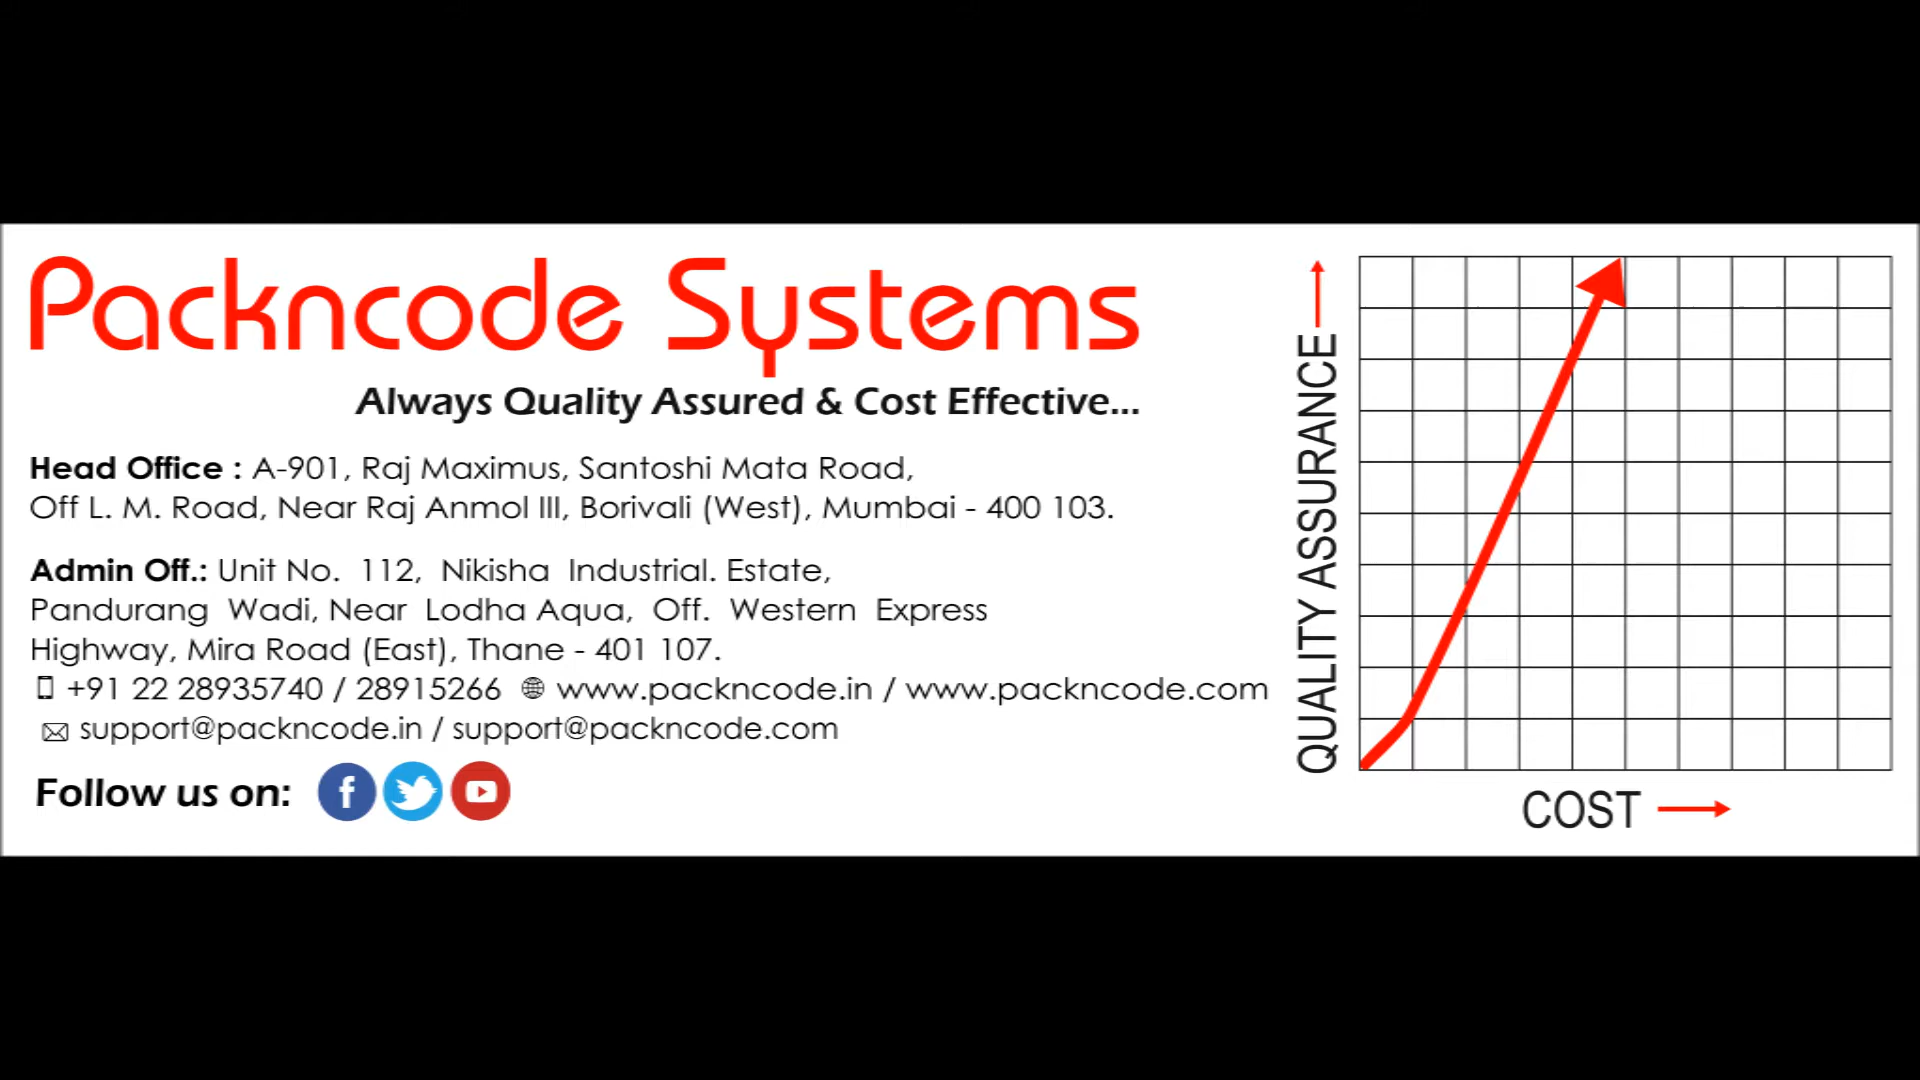 Packncode Systems
Always Quality Assured & Cost Effective...
Head Office : A-901, Raj Maximus, Santoshi Mata Road,
Off L. M. Road, Near Raj Anmol III, Borivali (West), Mumbai - 400 103.
Admin Off.: Unit No. 112, Nikisha Industrial. Estate,
Pandurang Wadi, Near Lodha Aqua, Off. Western Express
Highway, Mira Road (East), Thane - 401 107.
+91 22 28935740 / 28915266 www.packncode.in / www.packncode.com
support@packncode.in / support@packncode.com
Follow us on:
QUALITY ASSURANCE
COST